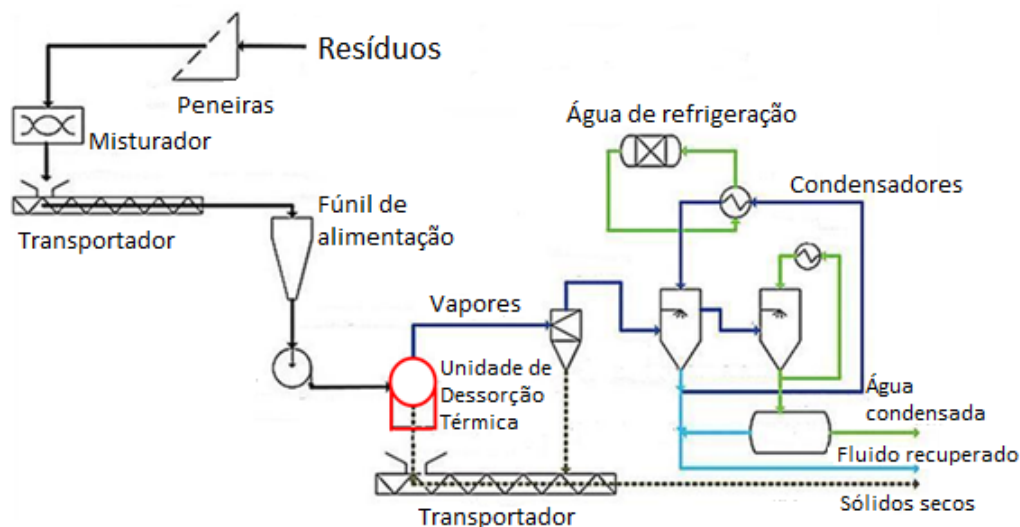 Resíduos
Peneiras
Misturador
Transportador
Fúnil de
alimentação
Água de refrigeração
Condensadores
Vapores
Unidade de
Dessorção
Térmica
Água
condensada
Fluido recuperado
Sólidos secos
Transportador